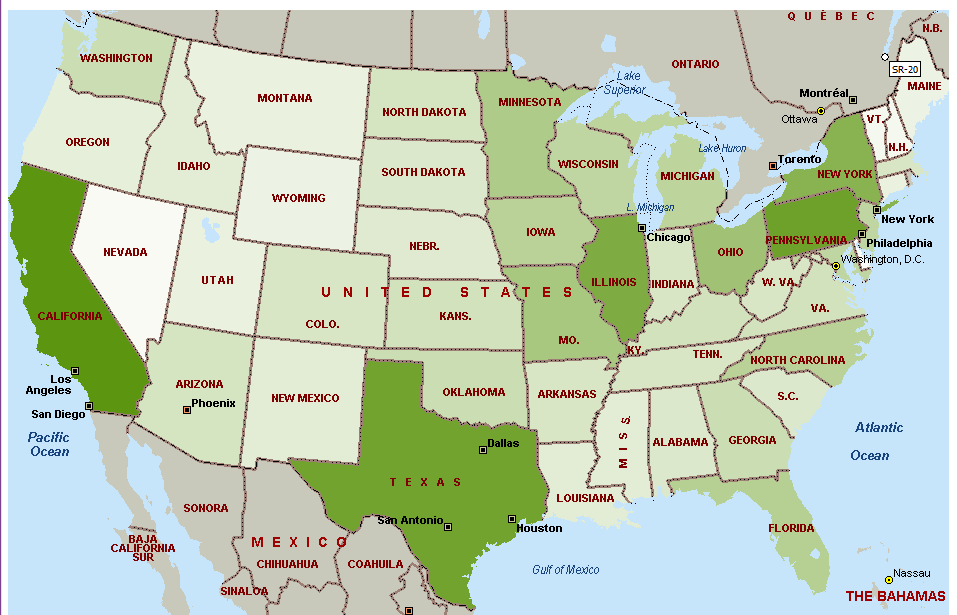 QUÈBEC
N.B.
WASHINGTON
ONTARIO
SR-20
Lake
Superior
MAINE
MONTANA
Montréal
NORTH DAKOTA
MINNESOTA
Ottawa
VT.
OREGON
Lake Huron
N.H.
IDAHO
WISCONSIN
Toronto
SOUTH DAKOTA
MICHIGAN
NEW YORK
WYOMING
L. Michigan
New York
NEBR.
IOWA
Chicago
PENNSYLVANIA
Philadelphia
NEVADA
OHIO
Washington, D.C.
UTAH
ILLINOIS
INDIANA
W. VA.
UNITED STATES
CALIFORNIA
COLO.
KANS.
VA.
MO.
KY.
TENN.
NORTH CAROLINA
Los
Angeles
ARIZONA
NEW MEXICO
OKLAHOMA
ARKANSAS
S.C.
Phoenix
San Diego
Pacific
Ocean
Dallas
MISS.
ALABAMA
GEORGIA
Atlantic
Ocean
TEXAS
LOUISIANA
SONORA
San Antonio
Houston
FLORIDA
BAJA
CALIFORNIA
SUR
MEXICO
CHIHUAHUA
COAHUILA
Gulf of Mexico
Nassau
SINALOA
THE BAHAMAS